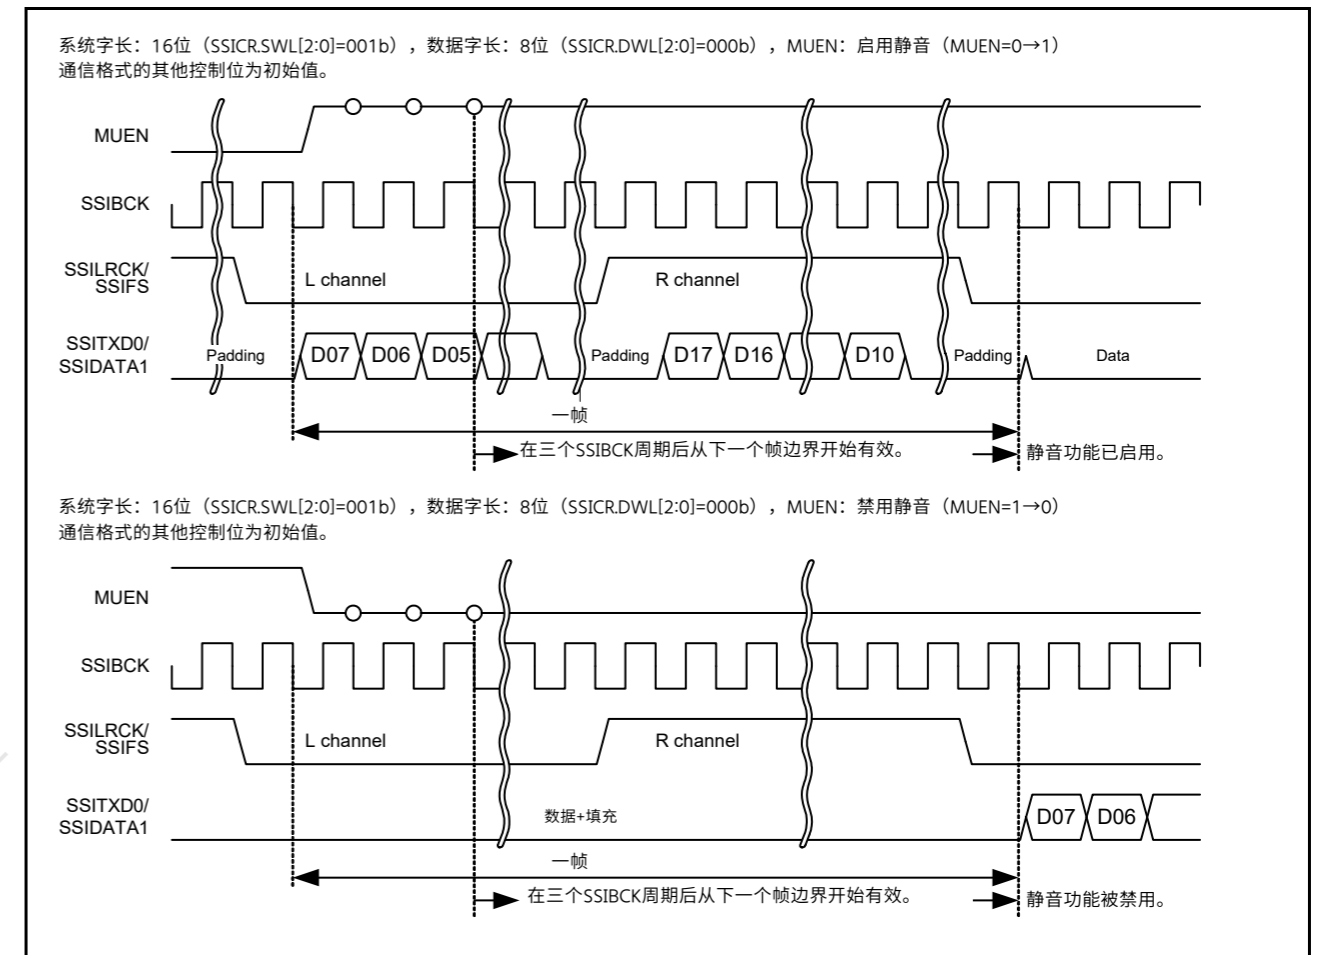 系统字长：16位（SSICR.SWL[2:0]=001b），数据字长：8位（SSICR.DWL[2:0]=000b），MUEN：启用静音（MUEN=0→1）
通信格式的其他控制位为初始值。
MUEN
SSIBCK
SSILRCK/
SSIFS
L channel
R channel
SSITXD0/
SSIDATA1
Padding
D07
D06
D05
Padding
D17
D16
D10
Padding
Data
一帧
在三个SSIBCK周期后从下一个帧边界开始有效。
静音功能已启用。
系统字长：16位（SSICR.SWL[2:0]=001b），数据字长：8位（SSICR.DWL[2:0]=000b），MUEN：禁用静音（MUEN=1→0）
通信格式的其他控制位为初始值。
MUEN
SSIBCK
SSILRCK/
SSIFS
L channel
R channel
SSITXD0/
SSIDATA1
数据+填充
D07
D06
一帧
在三个SSIBCK周期后从下一个帧边界开始有效。
静音功能被禁用。